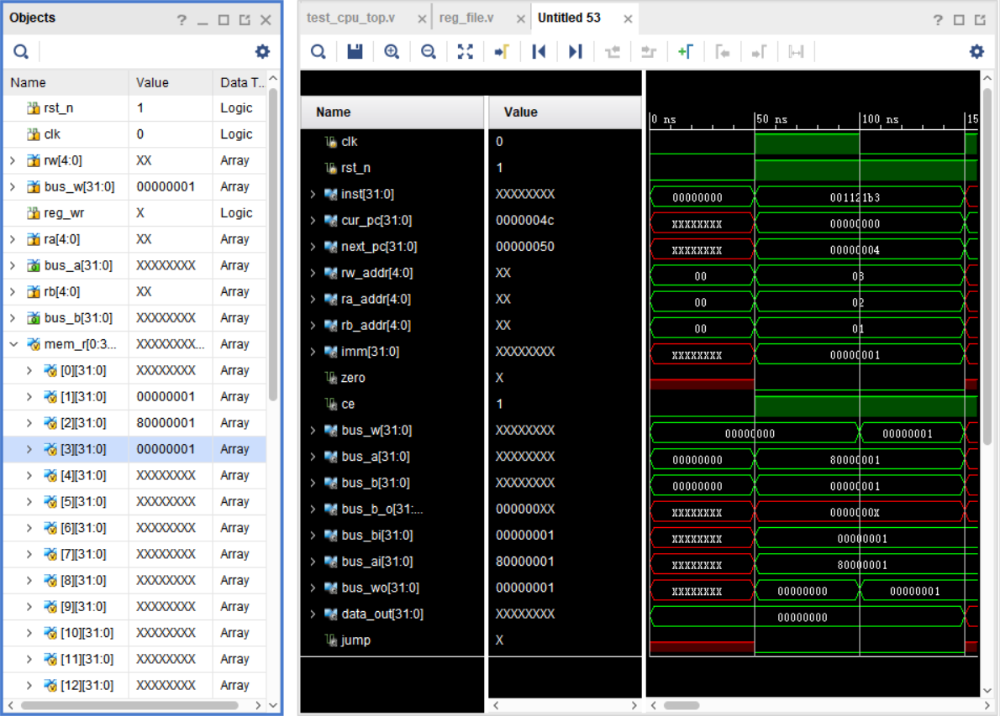 Objects
Name Value Data T...
rst_n 1 Logic
clk 0 Logic
rw[4:0] XX Array
bus_w[31:0] 00000001 Array
reg_wr X Logic
ra[4:0] XX Array
bus_a[31:0] XXXXXXXX Array
rb[4:0] XX Array
bus_b[31:0] XXXXXXXX Array
mem_r[0:3... XXXXXXXX... Array
[0][31:0] XXXXXXXX Array
[1][31:0] 00000001 Array
[2][31:0] 80000001 Array
[3][31:0] 00000001 Array
[4][31:0] XXXXXXXX Array
[5][31:0] XXXXXXXX Array
[6][31:0] XXXXXXXX Array
[7][31:0] XXXXXXXX Array
[8][31:0] XXXXXXXX Array
[9][31:0] XXXXXXXX Array
[10][31:0] XXXXXXXX Array
[11][31:0] XXXXXXXX Array
[12][31:0] XXXXXXXX Array
test_cpu_top.v reg_file.v Untitled 53
Name Value
0 ns 50 ns 100 ns 15
clk 0
rst_n 1
inst[31:0] XXXXXXXX 00000000 001121b3
cur_pc[31:0] 0000004c XXXXXXXX 00000000
next_pc[31:0] 00000050 XXXXXXXX 00000004
rw_addr[4:0] XX 00 03
ra_addr[4:0] XX 00 02
rb_addr[4:0] XX 00 01
imm[31:0] XXXXXXXX XXXXXXXX 00000001
zero X
ce 1
bus_w[31:0] XXXXXXXX 00000000 00000001
bus_a[31:0] XXXXXXXX 00000000 80000001
bus_b[31:0] XXXXXXXX 00000000 00000001
bus_b_o[31:... 000000XX XXXXXXXX 0000000X
bus_bi[31:0] 00000001 XXXXXXXX 00000001
bus_ai[31:0] 80000001 XXXXXXXX 80000001
bus_wo[31:0] 00000001 XXXXXXXX 00000000 00000001
data_out[31:0] XXXXXXXX 00000000
jump X